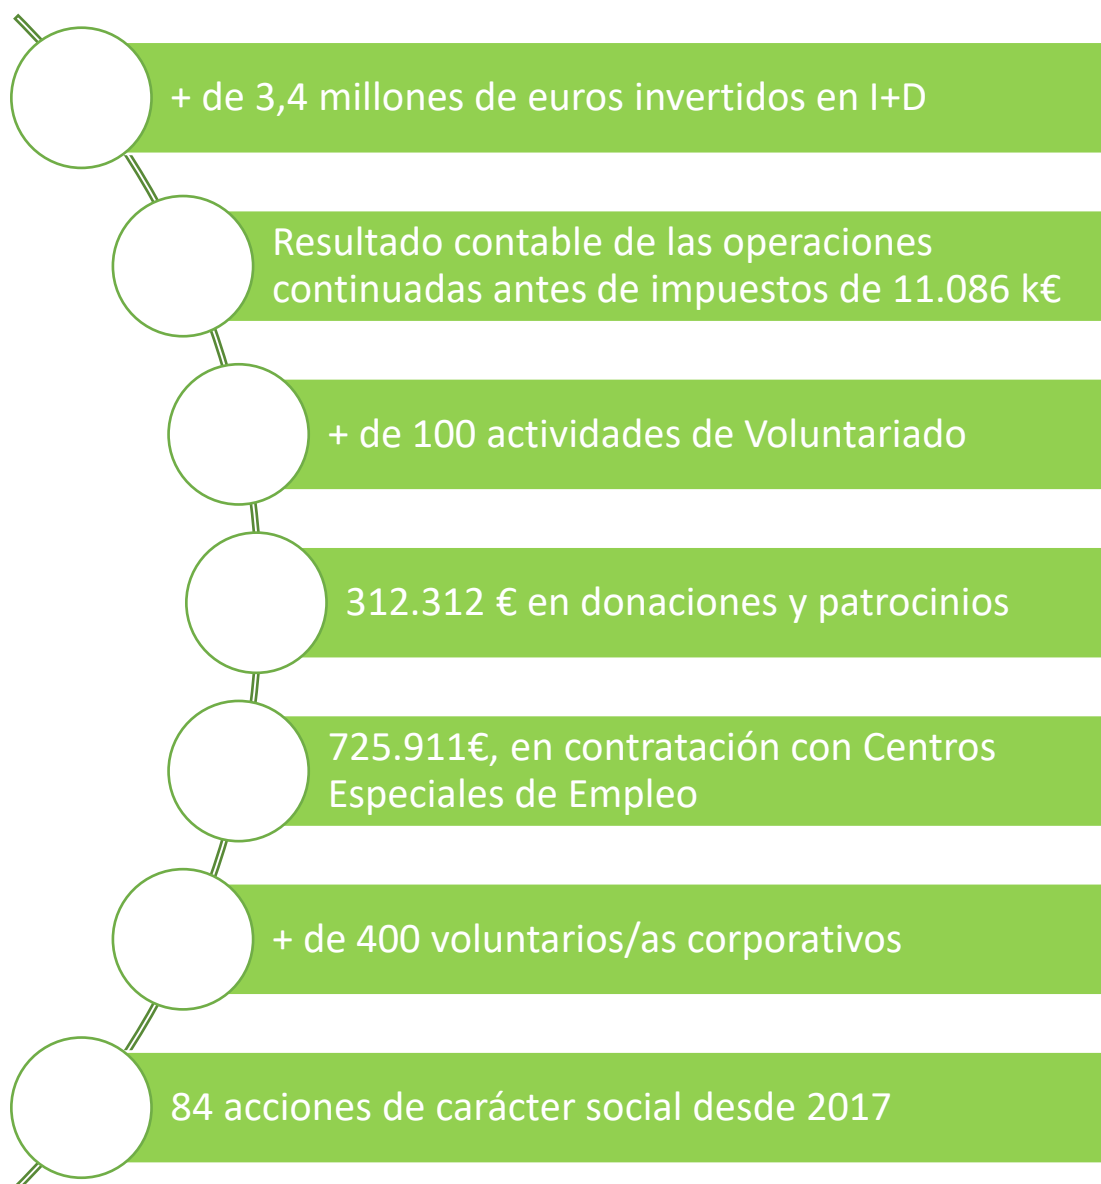 + de 3,4 millones de euros invertidos en I+D
Resultado contable de las operaciones
continuadas antes de impuestos de 11.086 k€
+ de 100 actividades de Voluntariado
312.312 € en donaciones y patrocinios
725.911€, en contratación con Centros
Especiales de Empleo
+ de 400 voluntarios/as corporativos
84 acciones de carácter social desde 2017